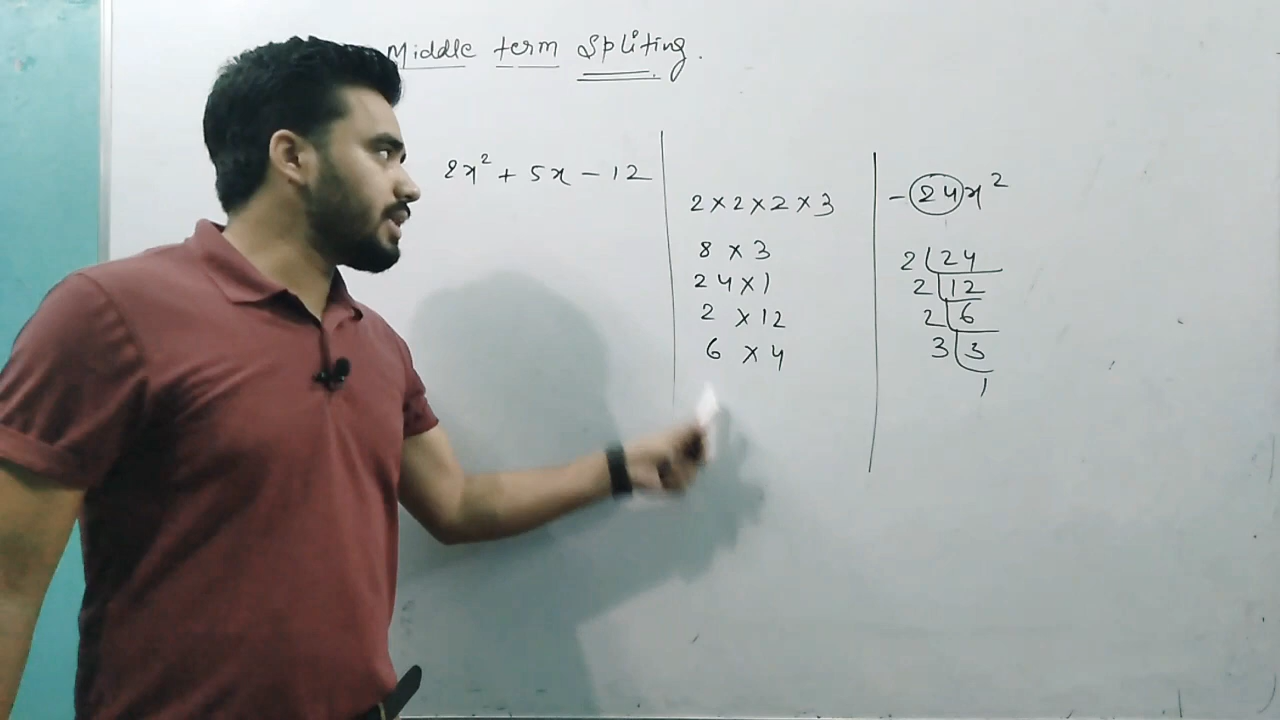 Middle term Spliting.
2x² + 5x - 12
2 × 2 × 2 × 3
8 × 3
24 × 1
2 × 12
6 × 4
- 24x²
2 24
2 12
2 6
3 3
1